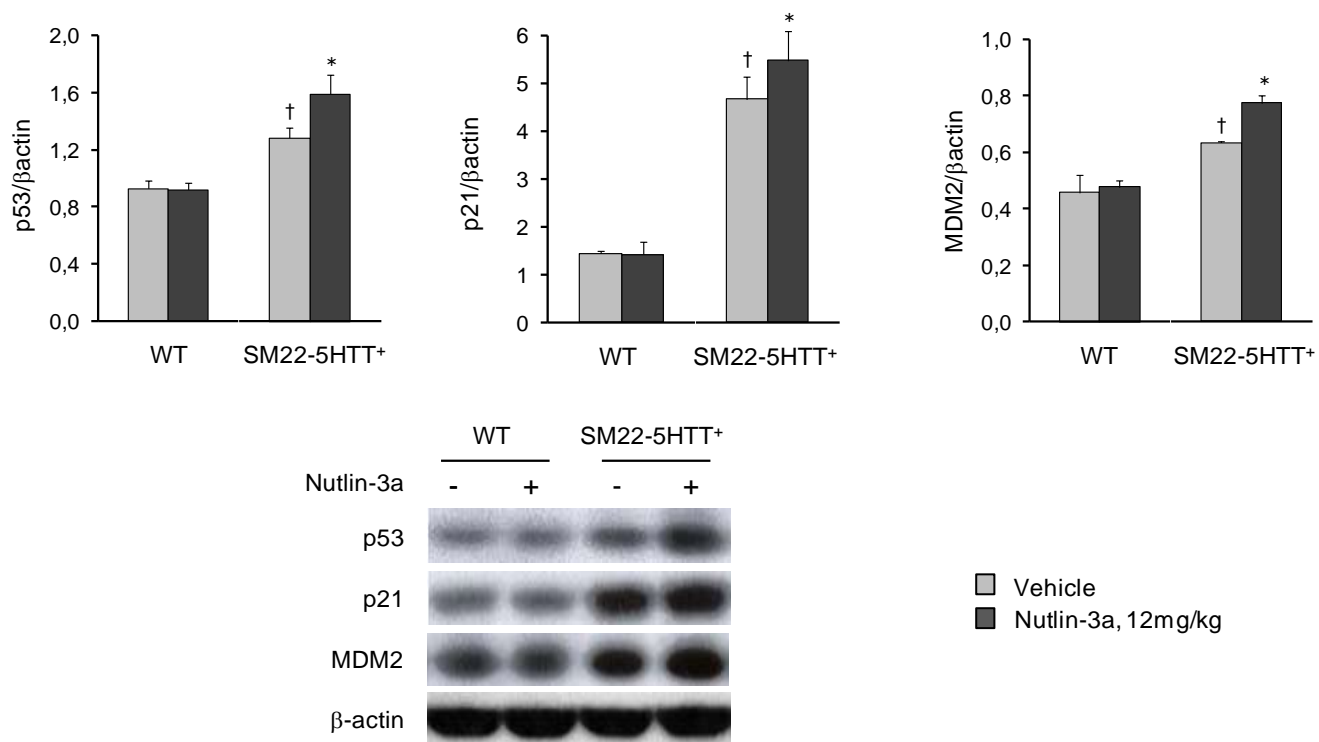 p53/βactin
2,0
1,6
1,2
0,8
0,4
0,0
†
*
WT
SM22-5HTT⁺
p21/βactin
6
5
4
3
2
1
0
†
*
WT
SM22-5HTT⁺
MDM2/βactin
1,0
0,8
0,6
0,4
0,2
0,0
†
*
WT
SM22-5HTT⁺
WT SM22-5HTT⁺
Nutlin-3a - + - +
p53
p21
MDM2
β-actin
Vehicle
Nutlin-3a, 12mg/kg